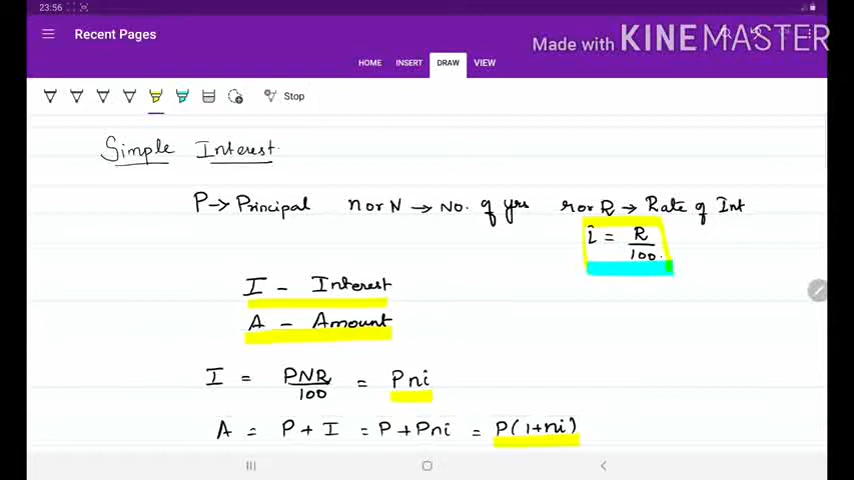 23:56
Recent Pages
Made with KINEMASTER
HOME INSERT DRAW VIEW
Stop
Simple Interest
P → Principal n or N → No. of yrs r or R → Rate of Int
i = R/100.
I - Interest
A - Amount
I = PNR/100 = Pni
A = P + I = P + Pni = P(1+ni)